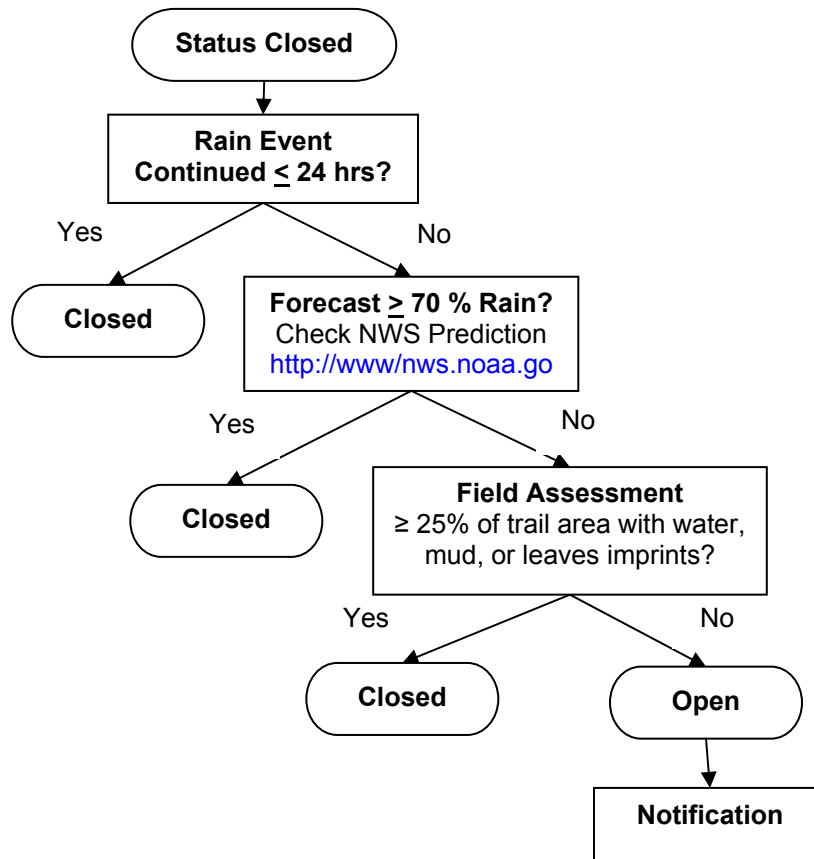 Status Closed
Rain Event
Continued ≤ 24 hrs?
Yes
No
Closed
Forecast ≥ 70 % Rain?
Check NWS Prediction
http://www/nws.noaa.go
Yes
No
Closed
Field Assessment
≥ 25% of trail area with water,
mud, or leaves imprints?
Yes
No
Closed
Open
Notification